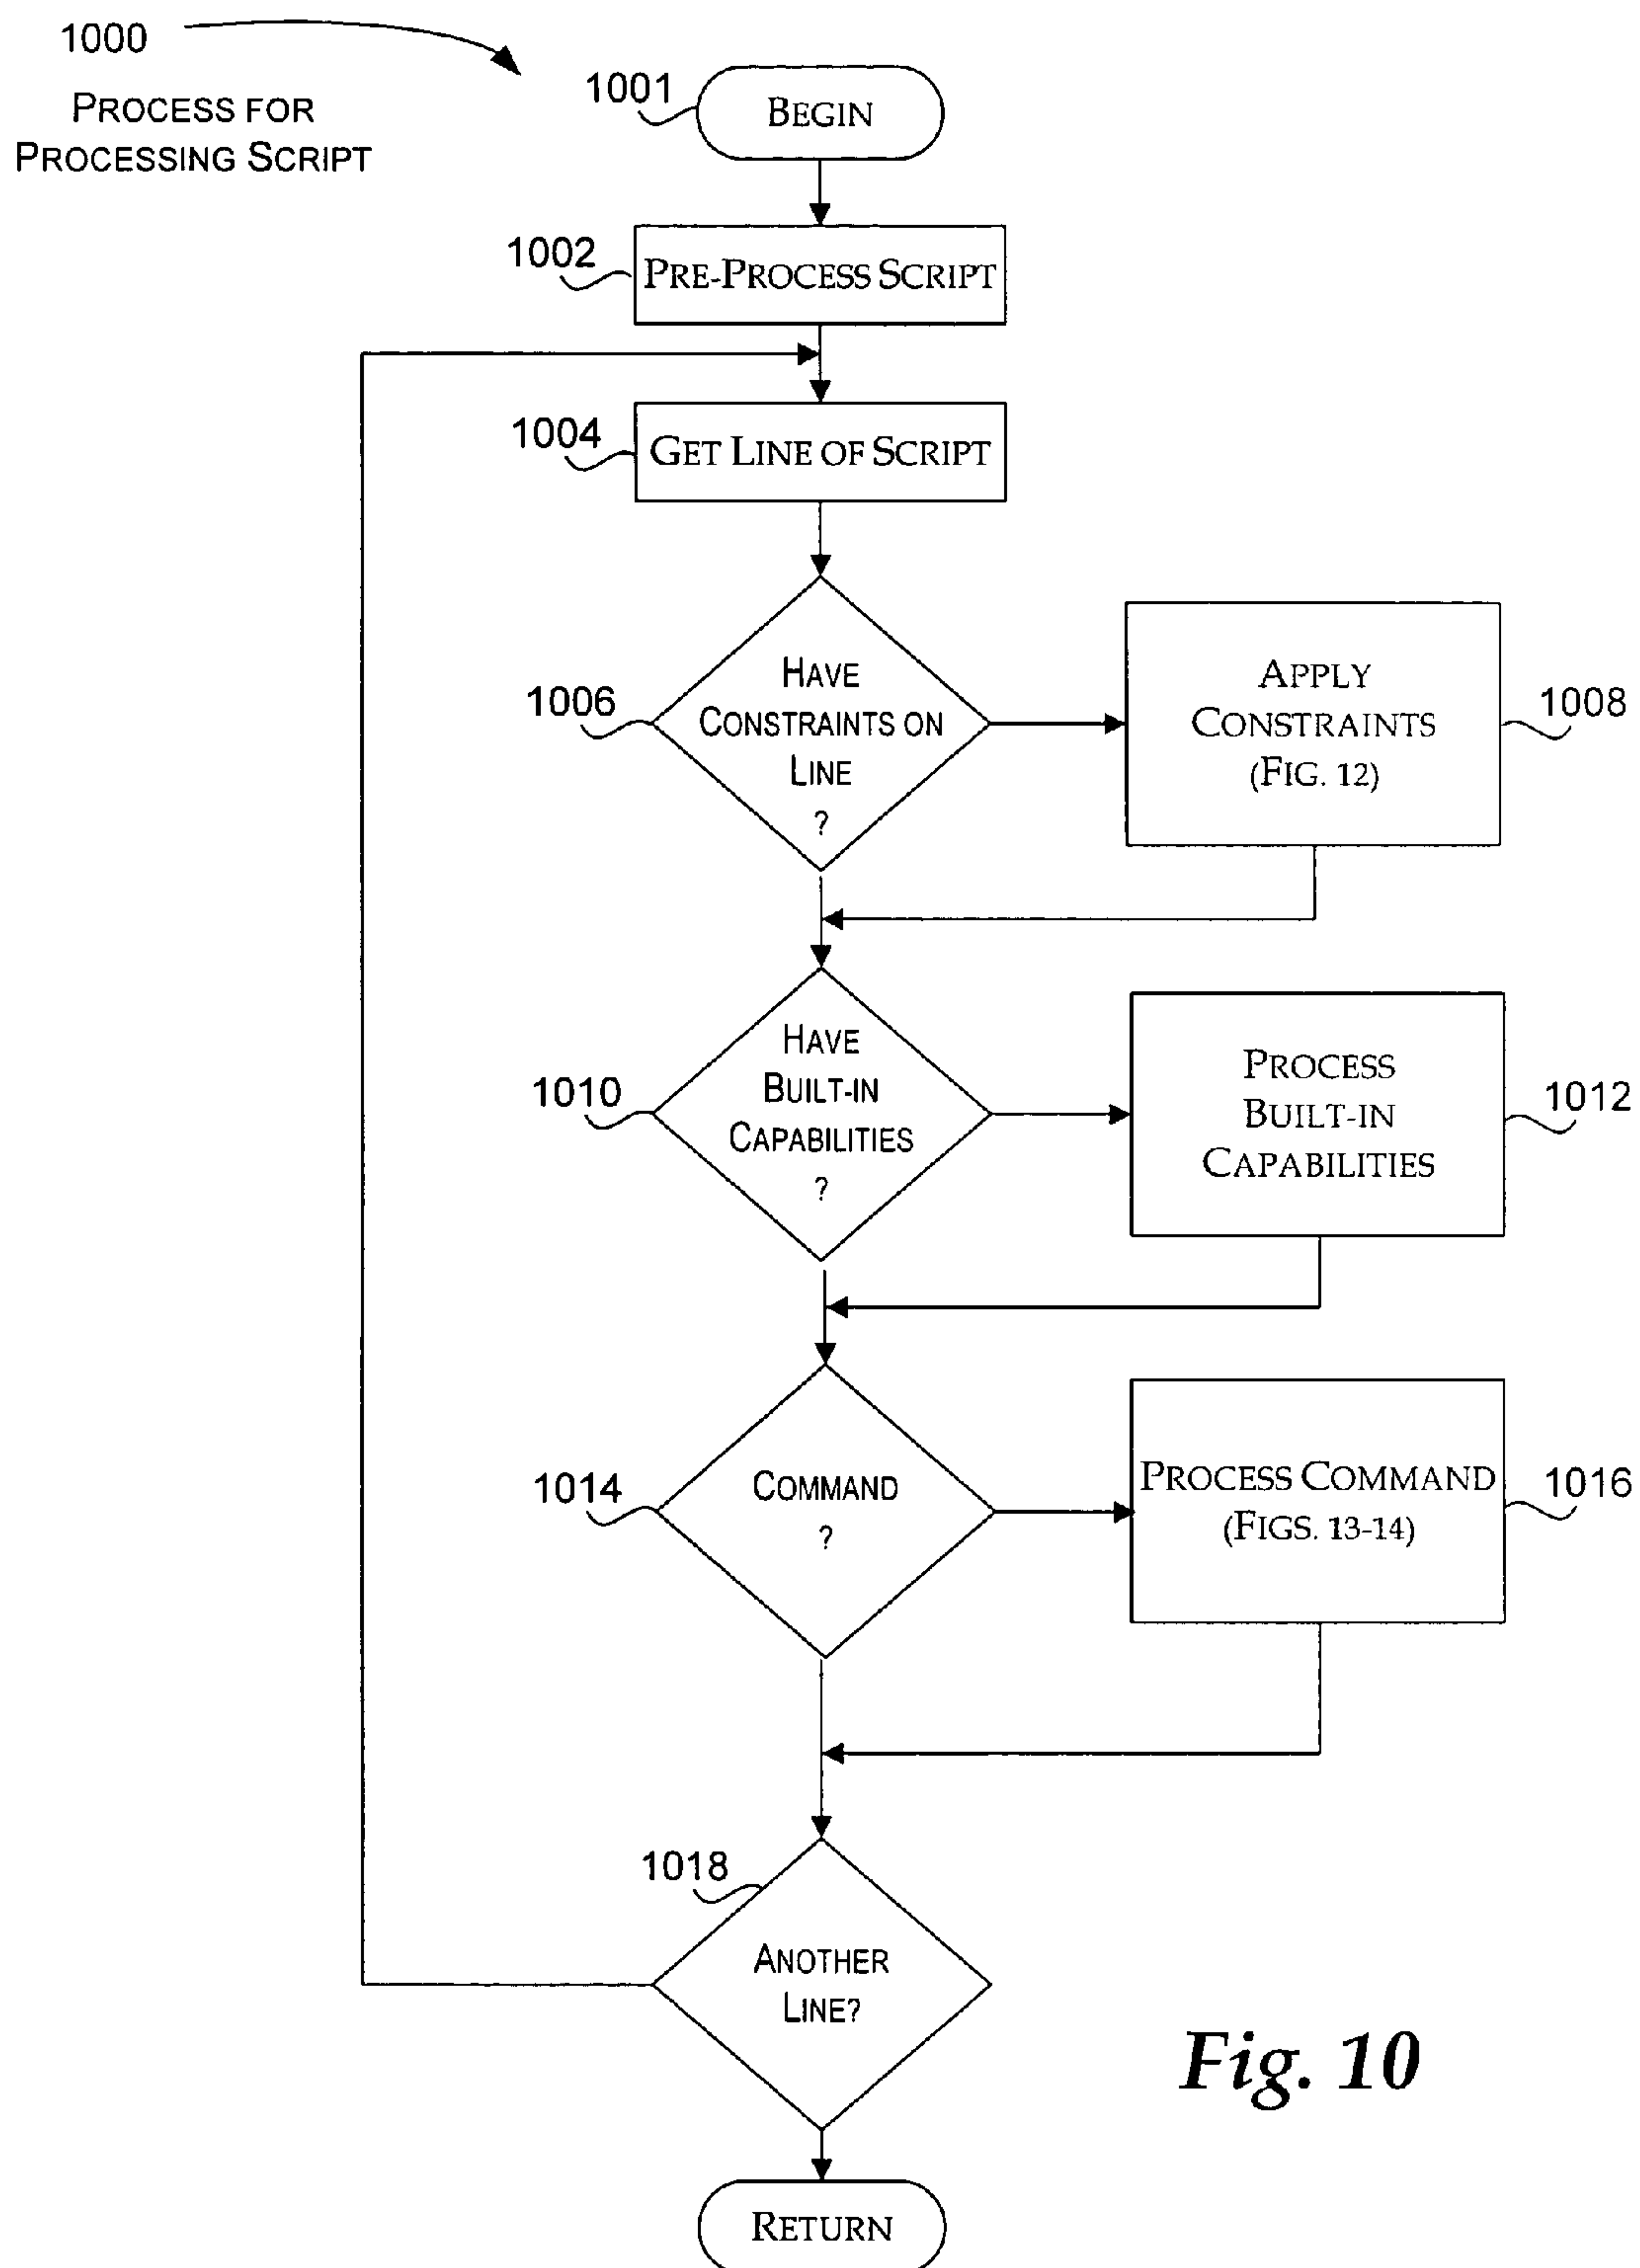 1000
PROCESS FOR
PROCESSING SCRIPT
1001
BEGIN
1002
PRE-PROCESS SCRIPT
1004
GET LINE OF SCRIPT
1006
HAVE
CONSTRAINTS ON
LINE
?
APPLY
CONSTRAINTS
(FIG. 12)
1008
1010
HAVE
BUILT-IN
CAPABILITIES
?
PROCESS
BUILT-IN
CAPABILITIES
1012
1014
COMMAND
?
PROCESS COMMAND
(FIGS. 13-14)
1016
1018
ANOTHER
LINE?
RETURN
Fig. 10